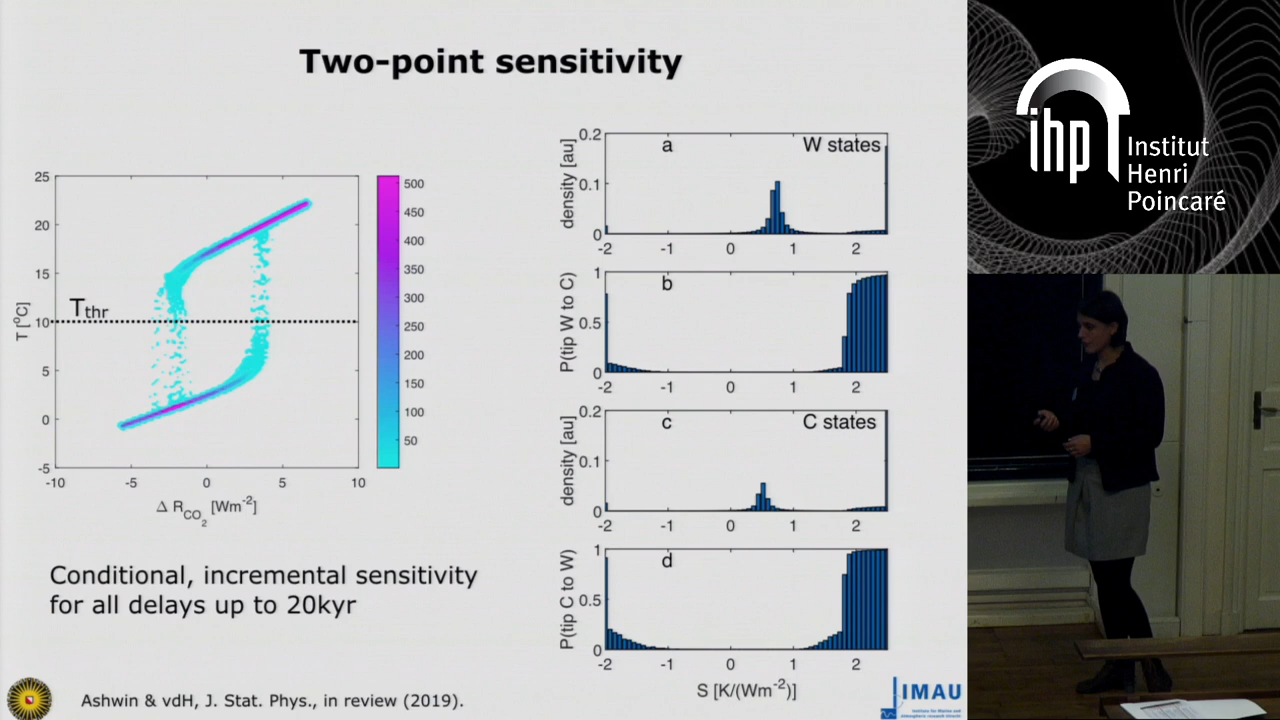 Two-point sensitivity
25
20
15
10
5
0
-5
-10
-5
0
5
10
T [°C]
T_thr
Δ R_CO_2 [Wm^-2]
500
450
400
350
300
250
200
150
100
50
Conditional, incremental sensitivity
for all delays up to 20kyr
Ashwin & vdH, J. Stat. Phys., in review (2019).
a
W states
density [au]
0.2
0.1
0
-2
-1
0
1
2
b
P(tip W to C)
1
0.5
0
-2
-1
0
1
2
c
C states
density [au]
0.2
0.1
0
-2
-1
0
1
2
d
P(tip C to W)
1
0.5
0
-2
-1
0
1
2
S [K/(Wm^-2)]
IMAU
ihp
Institut
Henri
Poincaré